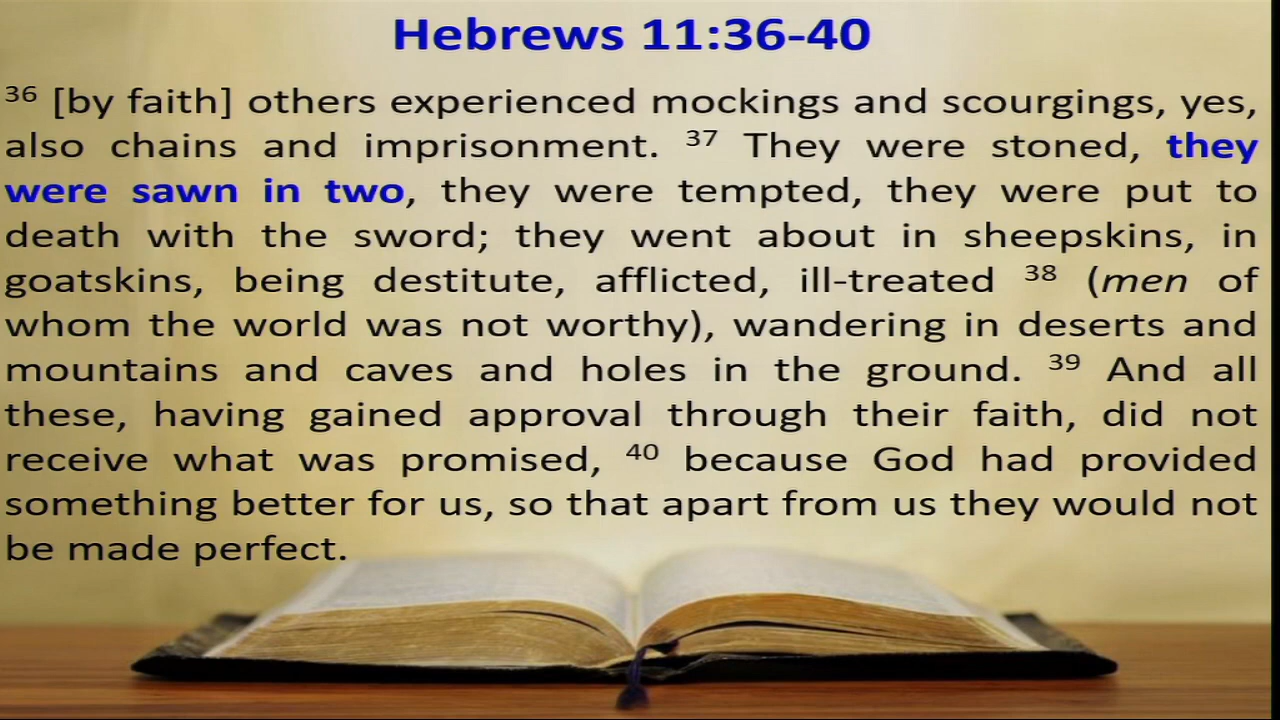 Hebrews 11:36-40
36 [by faith] others experienced mockings and scourgings, yes,
also chains and imprisonment. 37 They were stoned, they
were sawn in two, they were tempted, they were put to
death with the sword; they went about in sheepskins, in
goatskins, being destitute, afflicted, ill-treated 38 (men of
whom the world was not worthy), wandering in deserts and
mountains and caves and holes in the ground. 39 And all
these, having gained approval through their faith, did not
receive what was promised, 40 because God had provided
something better for us, so that apart from us they would not
be made perfect.